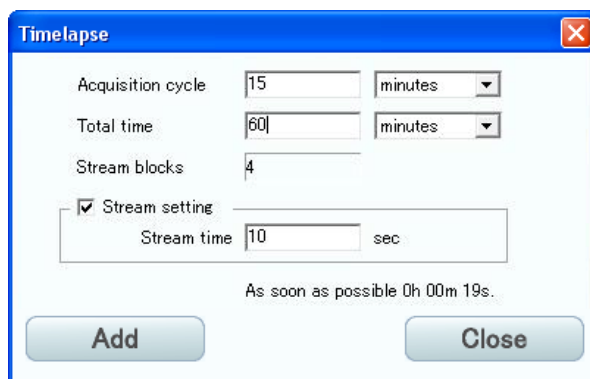 Timelapse
Acquisition cycle 15 minutes
Total time 60 minutes
Stream blocks 4
Stream setting
Stream time 10 sec
As soon as possible 0h 00m 19s.
Add Close